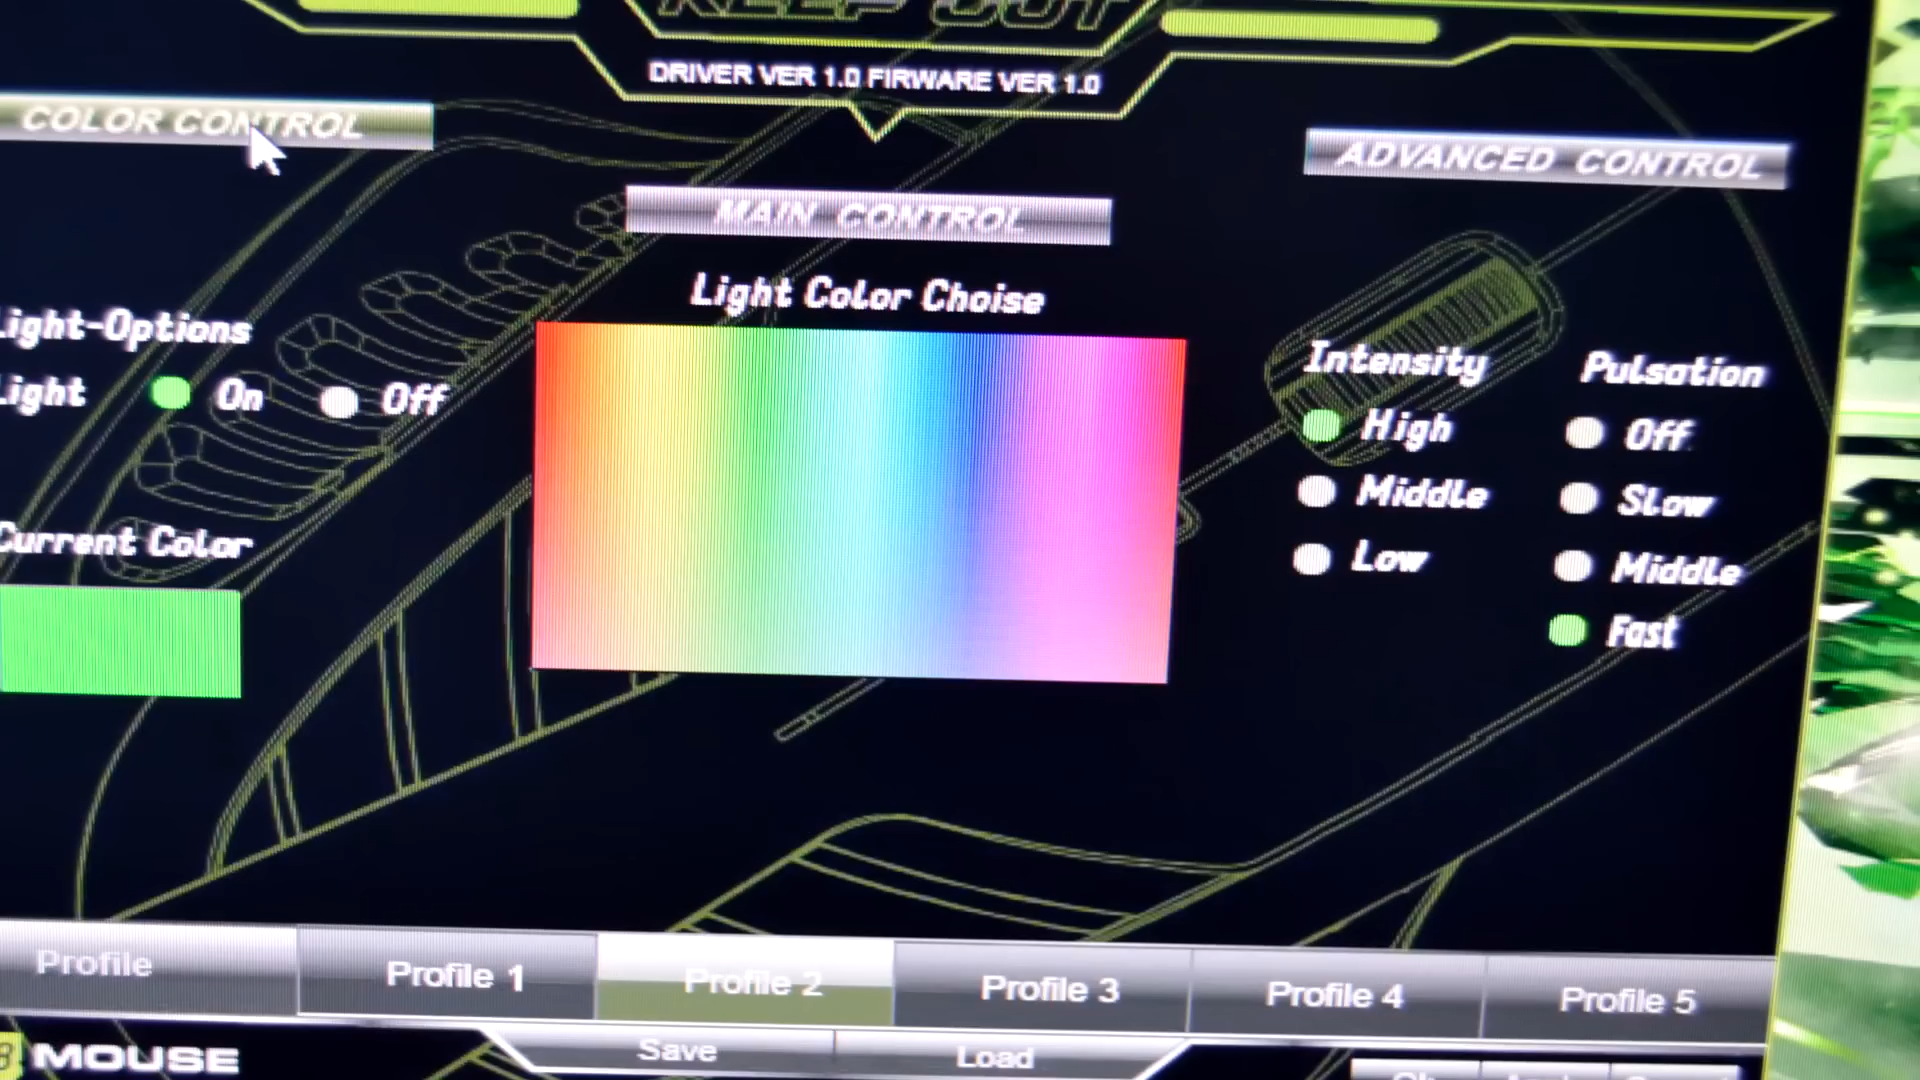 KEEP OUT
DRIVER VER 1.0 FIRWARE VER 1.0
COLOR CONTROL
MAIN CONTROL
ADVANCED CONTROL
Light Color Choise
Light-Options
Light On Off
Current Color
Intensity
High
Middle
Low
Pulsation
Off
Slow
Middle
Fast
Profile
Profile 1
Profile 2
Profile 3
Profile 4
Profile 5
MOUSE
Save
Load